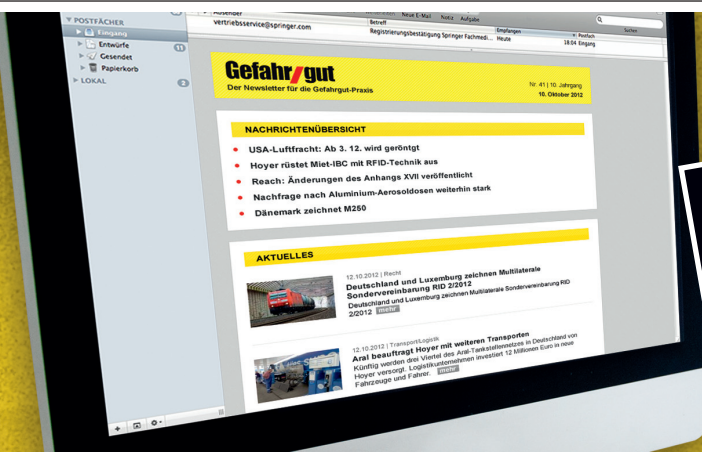 Absender
Neue E-Mail Notiz Aufgabe
Suchen
Betreff
Empfangen
Postfach
vertriebsservice@springer.com
Registrierungsbestätigung Springer Fachmedi... Heute 18:04 Eingang
POSTFÄCHER
Eingang
Entwürfe 11
Gesendet
Papierkorb
LOKAL 2
Gefahr/gut
Der Newsletter für die Gefahrgut-Praxis
Nr. 41 | 10. Jahrgang
10. Oktober 2012
NACHRICHTENÜBERSICHT
• USA-Luftfracht: Ab 3. 12. wird geröngt
• Hoyer rüstet Miet-IBC mit RFID-Technik aus
• Reach: Änderungen des Anhangs XVII veröffentlicht
• Nachfrage nach Aluminium-Aerosoldosen weiterhin stark
• Dänemark zeichnet M250
AKTUELLES
12.10.2012 | Recht
Deutschland und Luxemburg zeichnen Multilaterale
Sondervereinbarung RID 2/2012
Deutschland und Luxemburg zeichnen Multilaterale Sondervereinbarung RID
2/2012 mehr
12.10.2012 | Transport/Logistik
Aral beauftragt Hoyer mit weiteren Transporten
Künftig werden drei Viertel des Aral-Tankstellennetzes in Deutschland von
Hoyer versorgt. Logistikunternehmen investiert 12 Millionen Euro in neue
Fahrzeuge und Fahrer. mehr